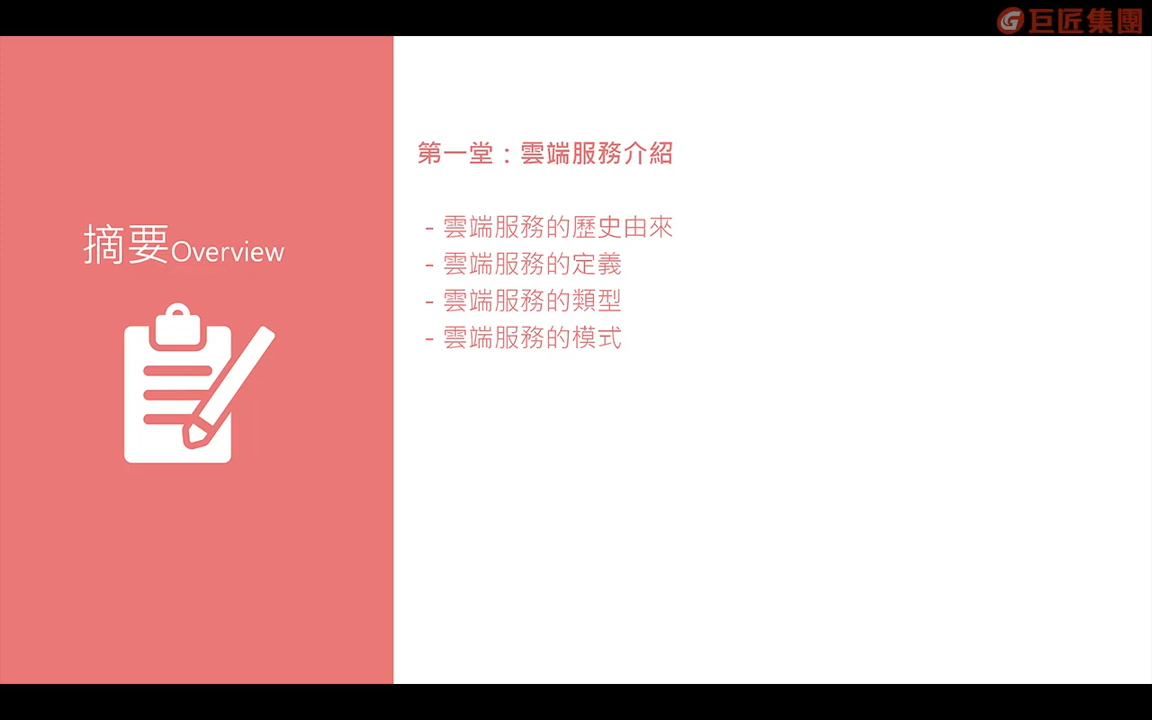 巨匠集團
摘要Overview
第一堂：雲端服務介紹
- 雲端服務的歷史由來
- 雲端服務的定義
- 雲端服務的類型
- 雲端服務的模式